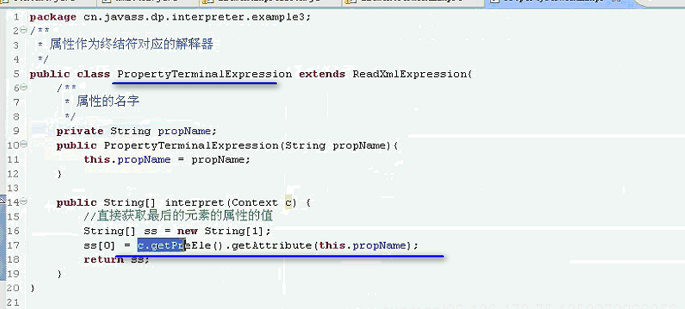 package cn.javass.dp.interpreter.example3;
/**
 * 属性作为终结符对应的解释器
 */
public class PropertyTerminalExpression extends ReadXmlExpression{
    /**
     * 属性的名字
     */
    private String propName;
    public PropertyTerminalExpression(String propName){
        this.propName = propName;
    }
    public String[] interpret(Context c) {
        //直接获取最后的元素的属性的值
        String[] ss = new String[1];
        ss[0] = c.getPreEle().getAttribute(this.propName);
        return ss;
    }
}